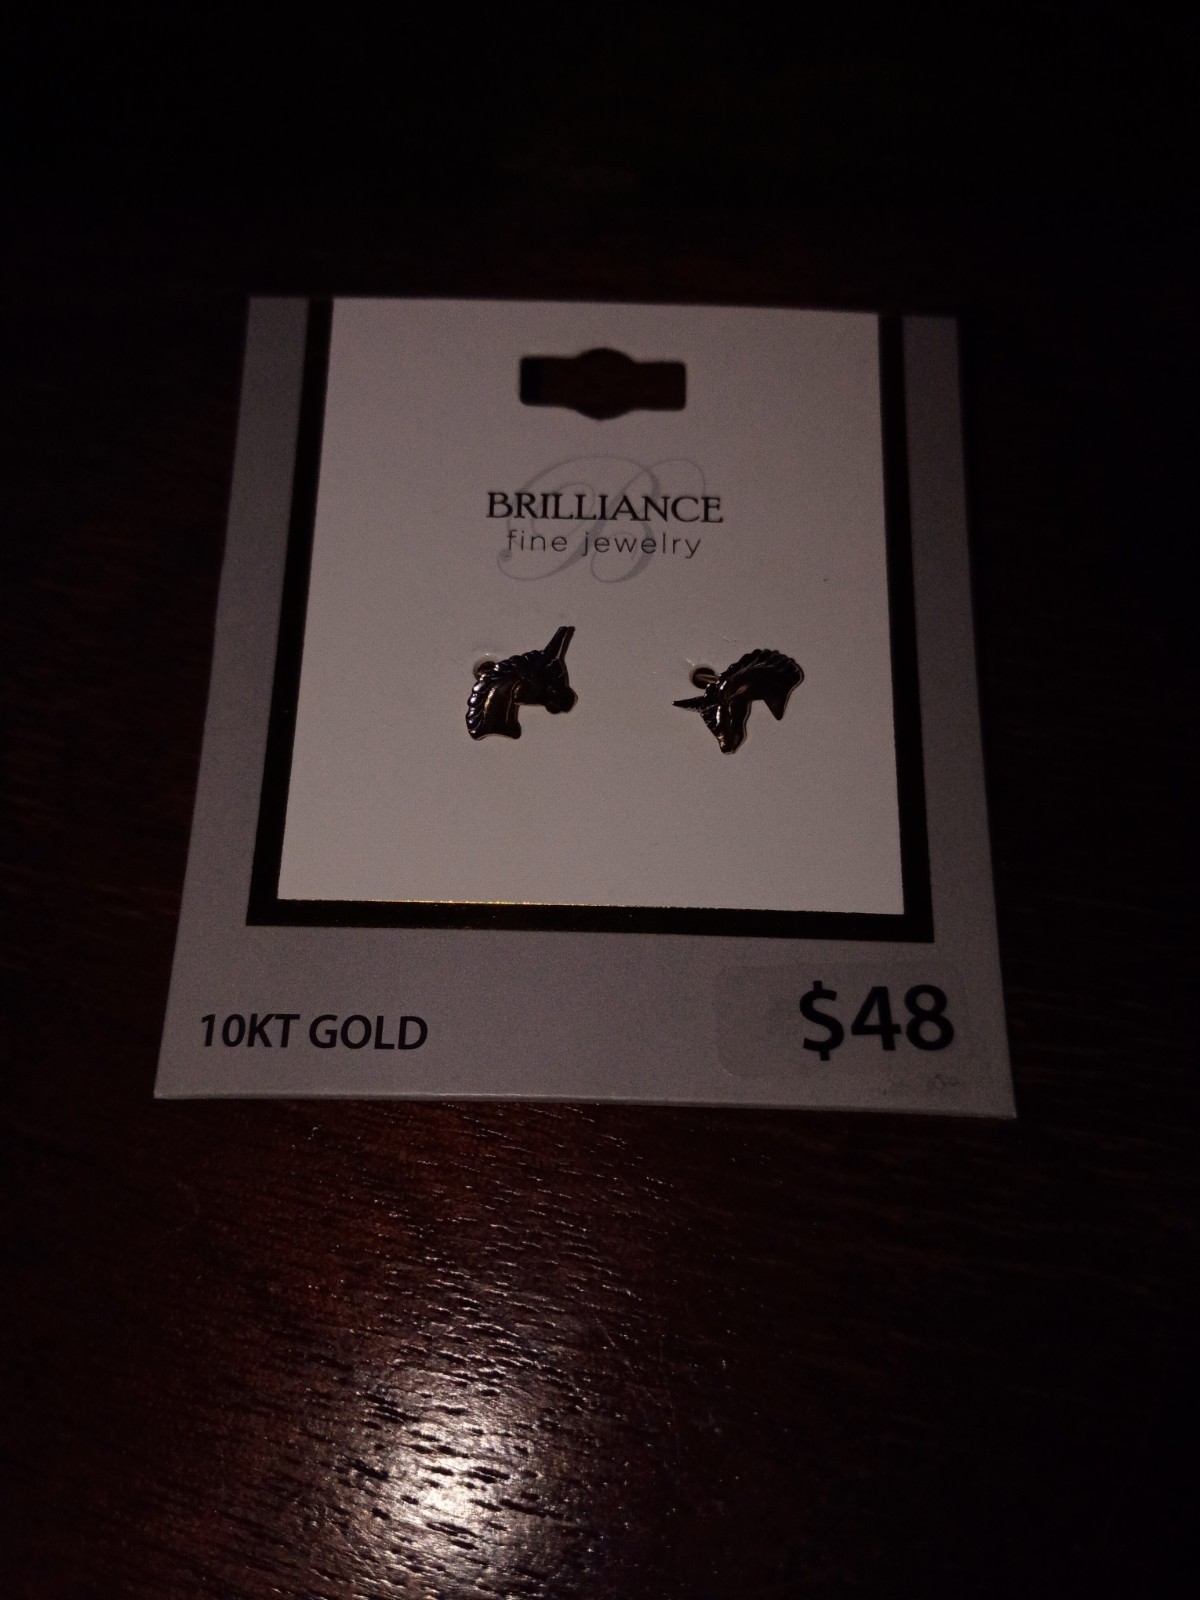 BRILLIANCE
fine jewelry
10KT GOLD
$48